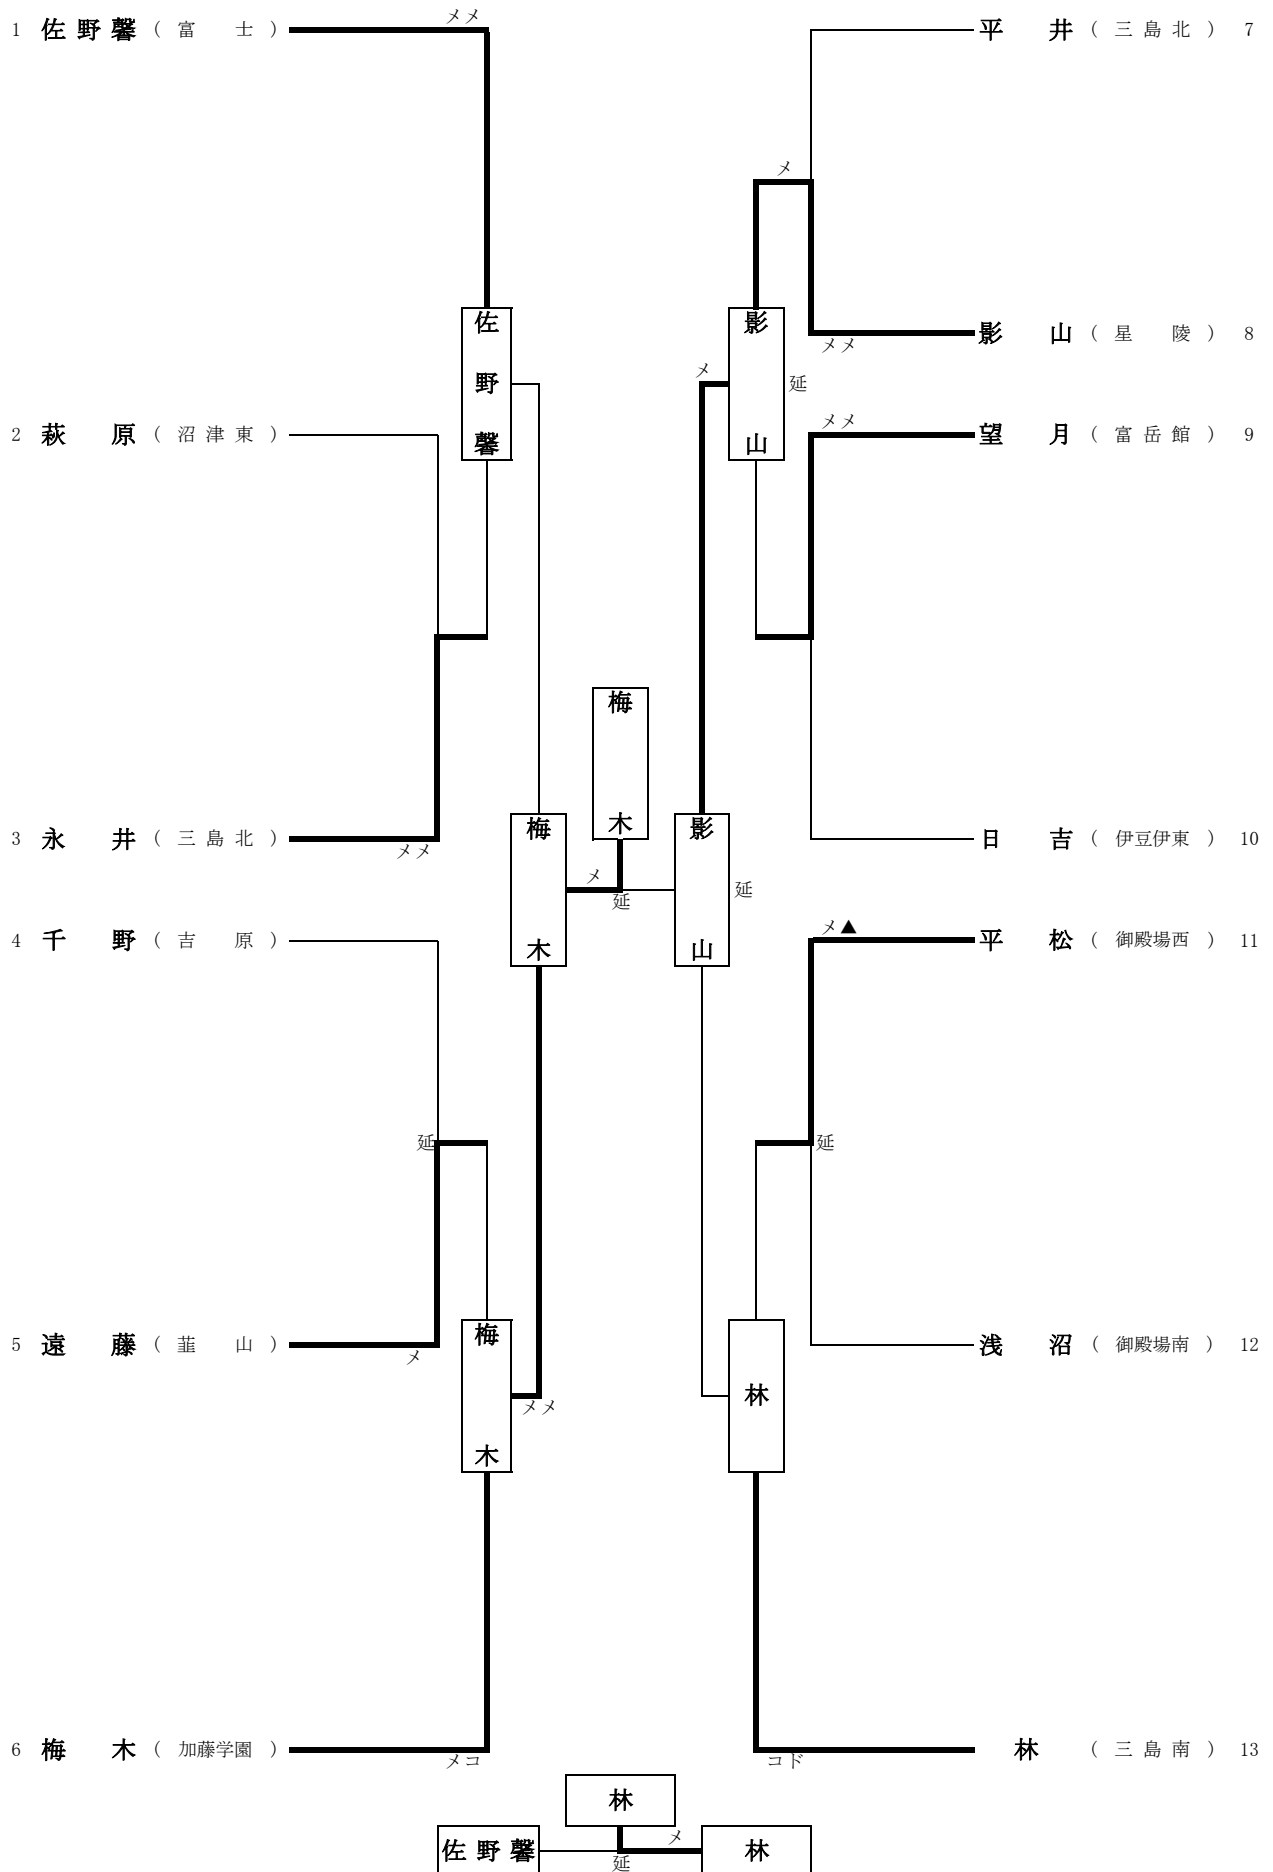 メメ
1 佐野馨 （ 富 士 ）
平 井 （ 三島北 ） 7
メ
佐野馨
影山
影 山 （ 星 陵 ） 8
メメ
メ
延
メメ
2 萩 原 （ 沼津東 ）
望 月 （ 富岳館 ） 9
梅木
3 永 井 （ 三島北 ）
日 吉 （ 伊豆伊東 ） 10
メメ
梅木
影山
メ
延
延
メ▲
4 千 野 （ 吉 原 ）
平 松 （ 御殿場西 ） 11
延
延
5 遠 藤 （ 韮 山 ）
浅 沼 （ 御殿場南 ） 12
メ
梅木
林
メメ
6 梅 木 （ 加藤学園 ）
林 （ 三島南 ） 13
メコ
コド
林
メ
佐野馨
林
延